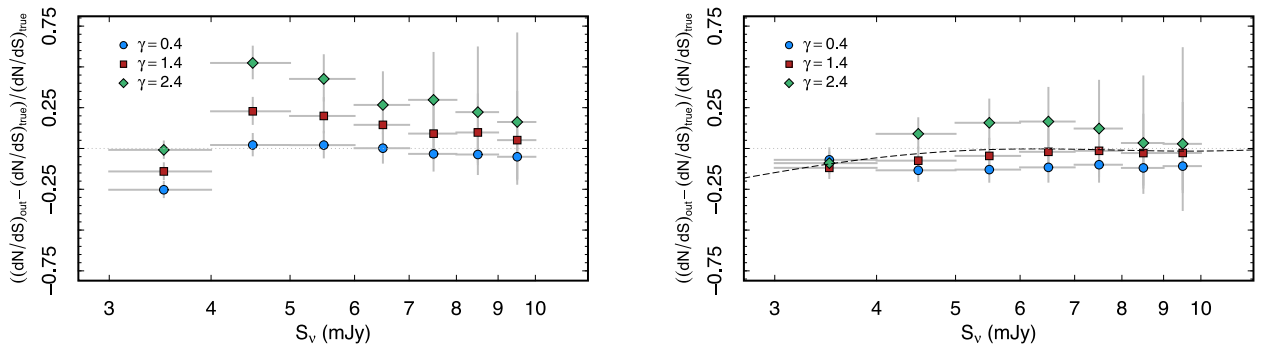 ((dN/dS)out−(dN/dS)true)/(dN/dS)true
0.75
0.25
−0.25
−0.75
γ = 0.4
γ = 1.4
γ = 2.4
3 4 5 6 7 8 9 10
Sν (mJy)
((dN/dS)out−(dN/dS)true)/(dN/dS)true
0.75
0.25
−0.25
−0.75
γ = 0.4
γ = 1.4
γ = 2.4
3 4 5 6 7 8 9 10
Sν (mJy)